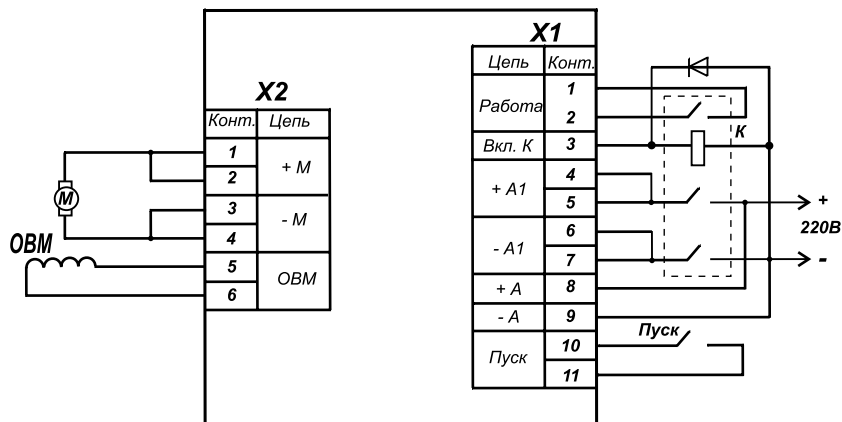 X2
Конт. Цепь
1
+ М
2
3
- М
4
5
ОВМ
6
М
ОВМ
X1
Цепь Конт.
1
Работа
2
Вкл. К 3
4
+ А1
5
6
- А1
7
+ А 8
- А 9
10
Пуск
11
К
+
220В
-
Пуск